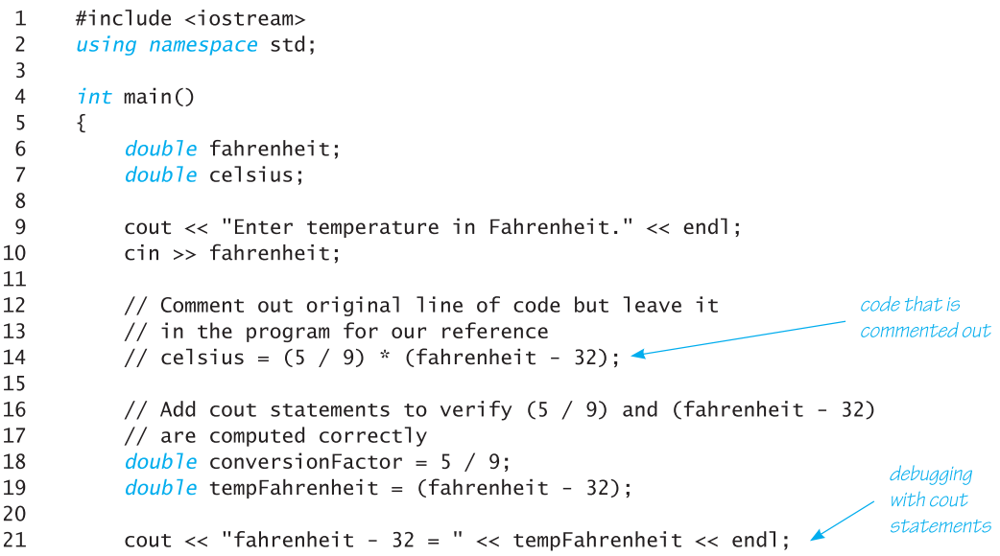 1 #include <iostream>
2 using namespace std;
3
4 int main()
5 {
6 double fahrenheit;
7 double celsius;
8
9 cout << "Enter temperature in Fahrenheit." << endl;
10 cin >> fahrenheit;
11
12 // Comment out original line of code but leave it
13 // in the program for our reference
14 // celsius = (5 / 9) * (fahrenheit - 32);
code that is
commented out
15
16 // Add cout statements to verify (5 / 9) and (fahrenheit - 32)
17 // are computed correctly
18 double conversionFactor = 5 / 9;
19 double tempFahrenheit = (fahrenheit - 32);
20
21 cout << "fahrenheit - 32 = " << tempFahrenheit << endl;
debugging
with cout
statements